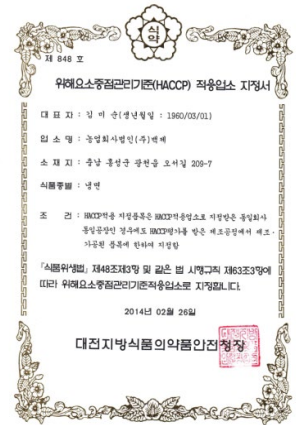 식
약
제 848 호
위해요소중점관리기준(HACCP) 적용업소 지정서
대 표 자 : 김 미 순(생년월일 : 1960/03/01)
업 소 명 : 농업회사법인(주)백제
소 재 지 : 충남 홍성군 광천읍 오서길 209-7
식품종별 : 냉면
조 건 : HACCP적용 지정품목은 HACCP적용업소로 지정받은 동일회사
동일공장인 경우에도 HACCP평가를 받은 제조공정에서 제조·
가공된 품목에 한하여 지정함
「식품위생법」 제48조제3항 및 같은 법 시행규칙 제63조3항에
따라 위해요소중점관리기준적용업소로 지정합니다.
2014년 02월 26일
대전지방식품의약품안전청장